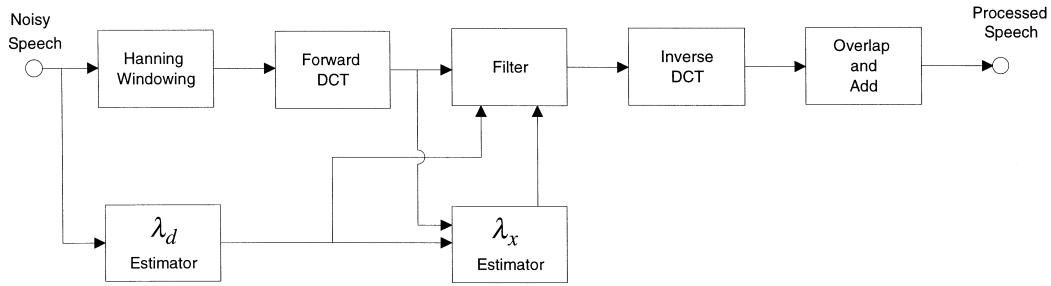 Noisy
Speech
Hanning
Windowing
Forward
DCT
Filter
Inverse
DCT
Overlap
and
Add
Processed
Speech
λd
Estimator
λx
Estimator